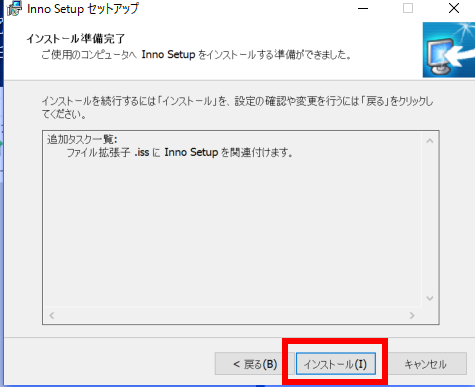 Inno Setup セットアップ
インストール準備完了
ご使用のコンピュータへ Inno Setup をインストールする準備ができました。
インストールを続行するには「インストール」を、設定の確認や変更を行うには「戻る」をクリックし
てください。
追加タスク一覧:
ファイル拡張子 .iss に Inno Setup を関連付けます。
< 戻る(B)
インストール(I)
キャンセル